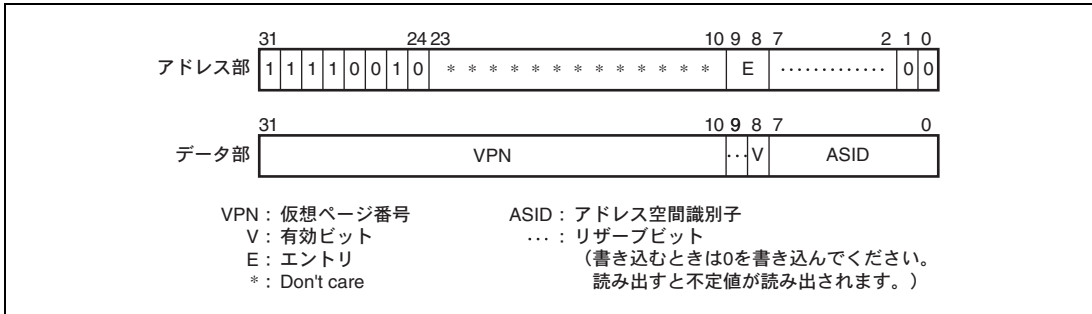 31 24 23 10 9 8 7 2 1 0
アドレス部 1 1 1 1 0 0 1 0 * * * * * * * * * * * * * E ............. 0 0
31 10 9 8 7 0
データ部 VPN ... V ASID
VPN : 仮想ページ番号 ASID : アドレス空間識別子
V : 有効ビット ... : リザーブビット
E : エントリ (書き込むときは0を書き込んでください。
* : Don't care 読み出すと不定値が読み出されます。)